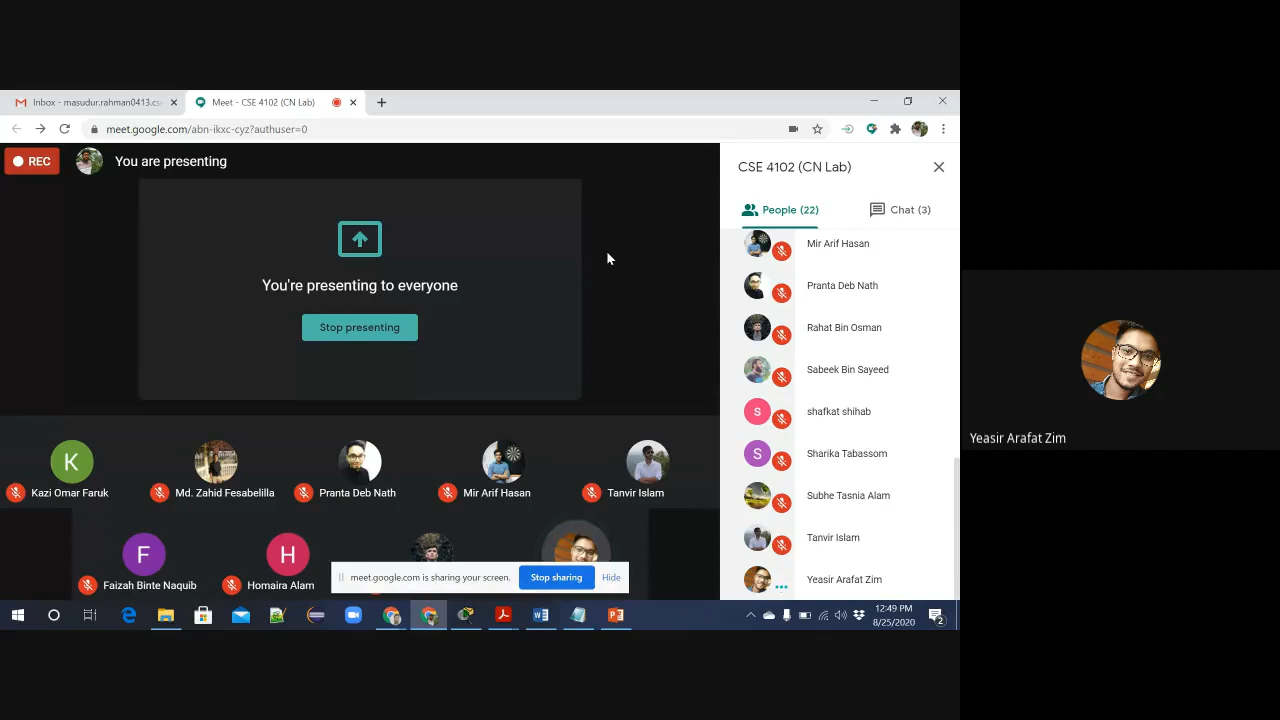 Inbox - masudur.rahman0413.cs
Meet - CSE 4102 (CN Lab)
meet.google.com/abn-ikxc-cyz?authuser=0
REC
You are presenting
You're presenting to everyone
Stop presenting
CSE 4102 (CN Lab)
People (22)
Chat (3)
Mir Arif Hasan
Pranta Deb Nath
Rahat Bin Osman
Sabeek Bin Sayeed
S
shafkat shihab
S
Sharika Tabassom
Subhe Tasnia Alam
Tanvir Islam
Yeasir Arafat Zim
K
Kazi Omar Faruk
Md. Zahid Fesabelilla
Pranta Deb Nath
Mir Arif Hasan
Tanvir Islam
F
Faizah Binte Naquib
H
Homaira Alam
meet.google.com is sharing your screen.
Stop sharing
Hide
12:49 PM
8/25/2020
2
Yeasir Arafat Zim